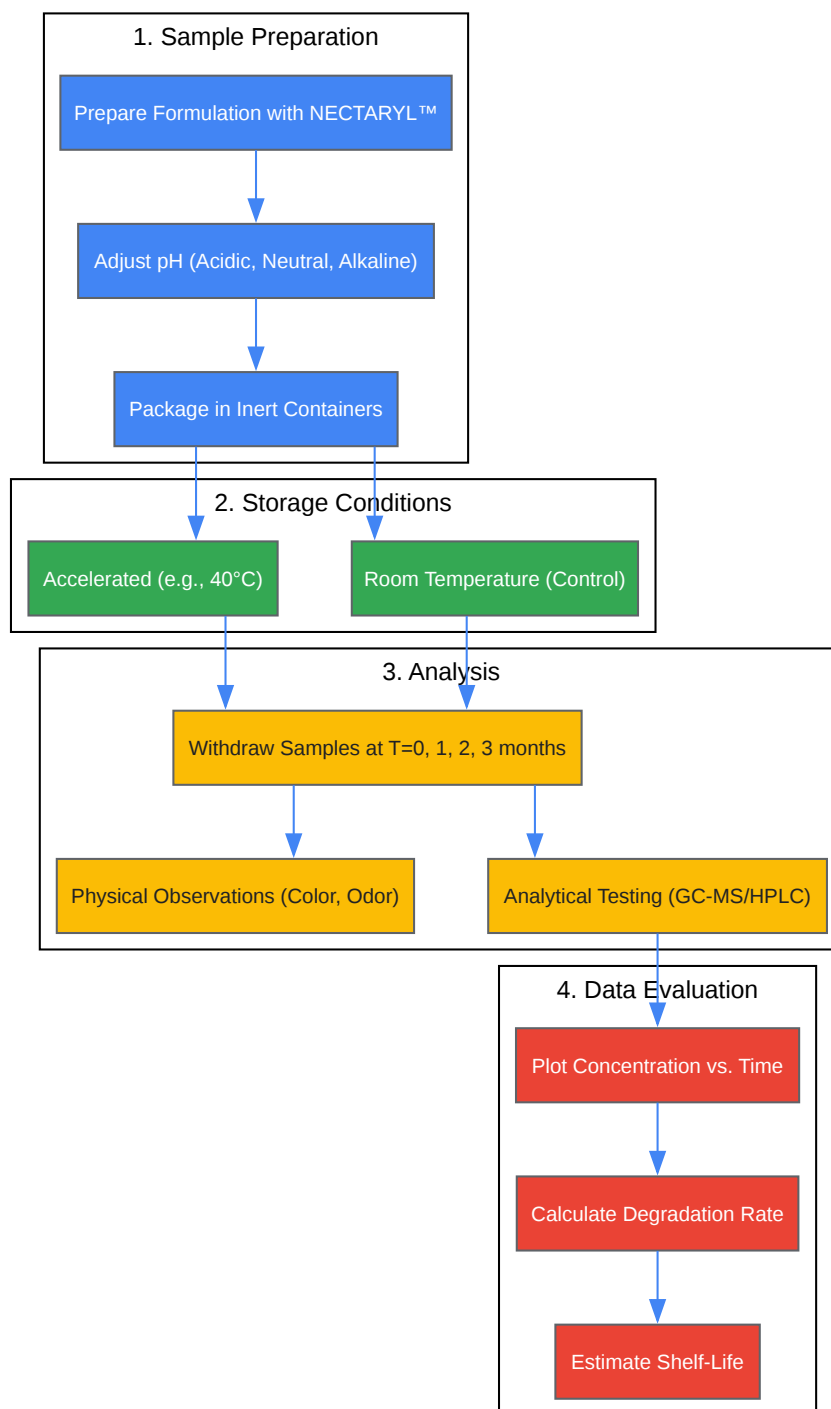 1. Sample Preparation
Prepare Formulation with NECTARYL™
Adjust pH (Acidic, Neutral, Alkaline)
Package in Inert Containers
2. Storage Conditions
Accelerated (e.g., 40°C)
Room Temperature (Control)
3. Analysis
Withdraw Samples at T=0, 1, 2, 3 months
Physical Observations (Color, Odor)
Analytical Testing (GC-MS/HPLC)
4. Data Evaluation
Plot Concentration vs. Time
Calculate Degradation Rate
Estimate Shelf-Life